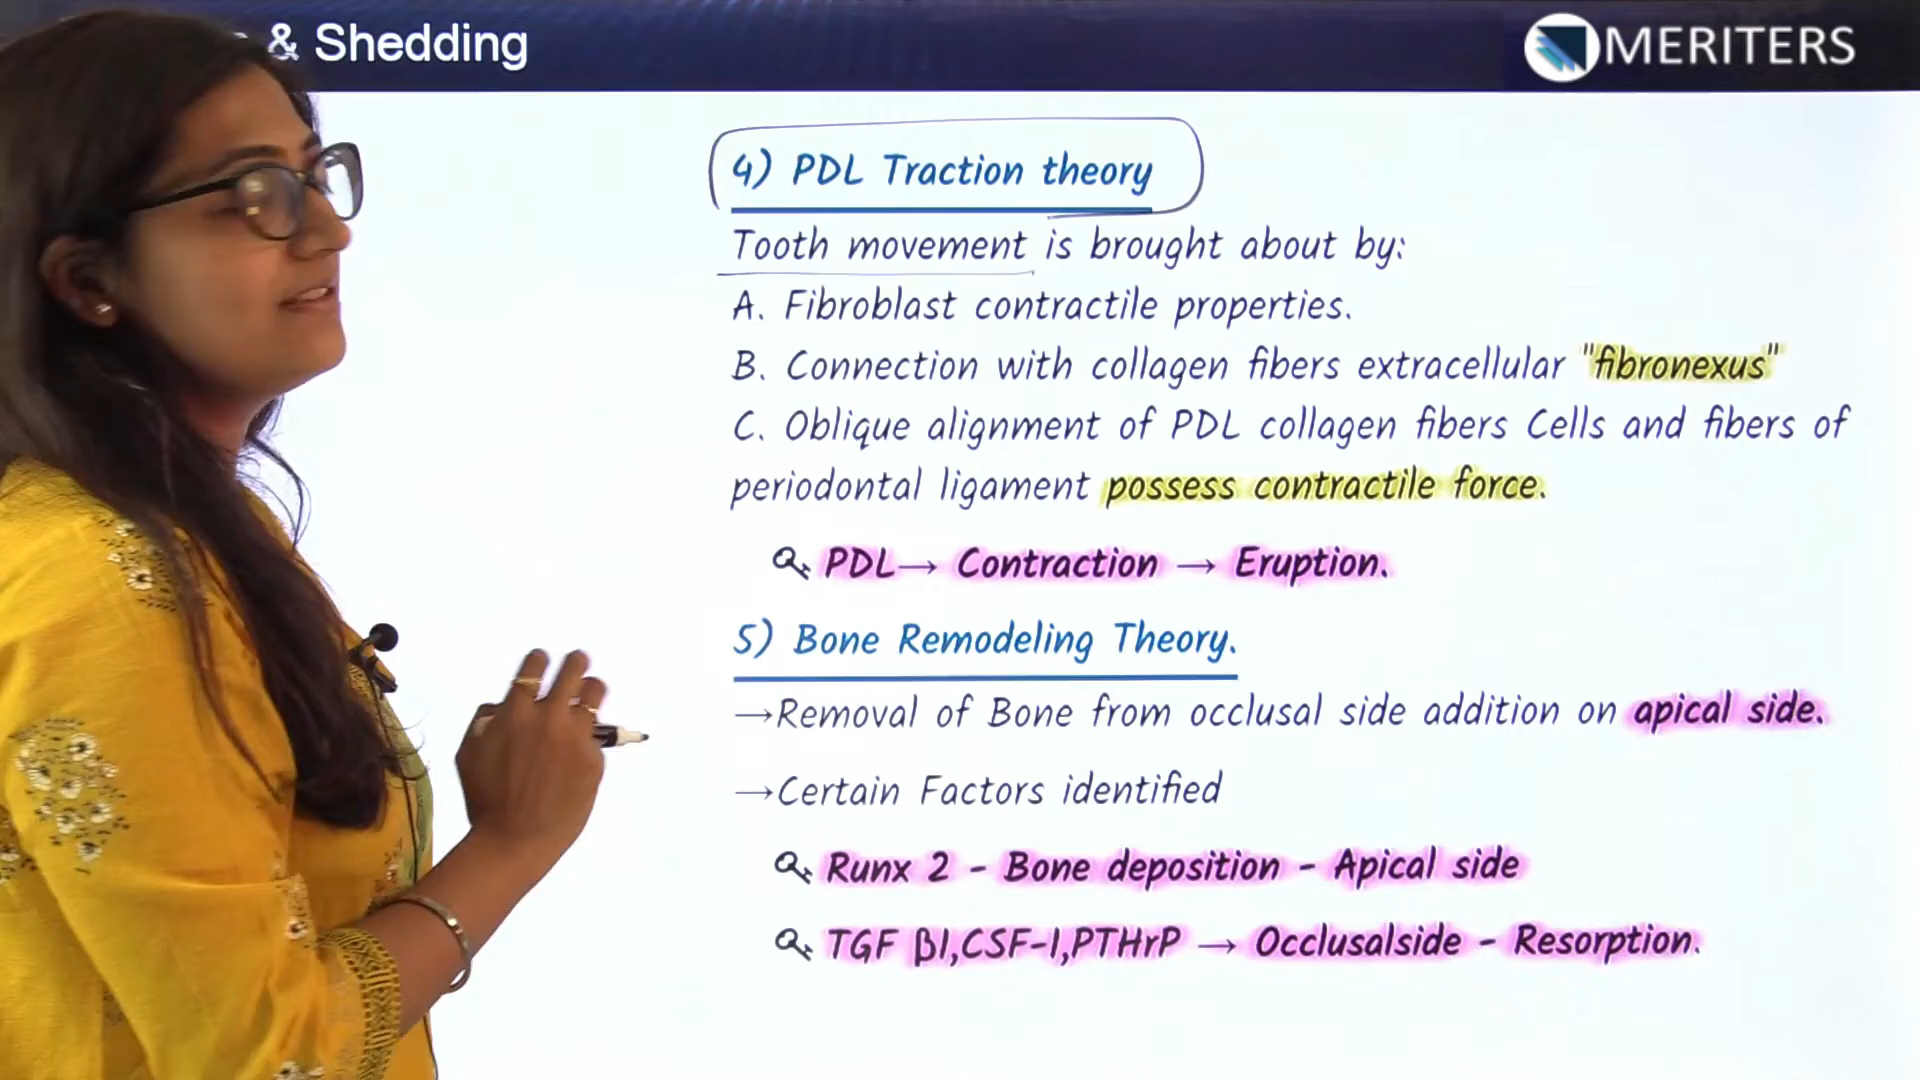 & Shedding
MERITERS
4) PDL Traction theory
Tooth movement is brought about by:
A. Fibroblast contractile properties.
B. Connection with collagen fibers extracellular "fibronexus"
C. Oblique alignment of PDL collagen fibers Cells and fibers of
periodontal ligament possess contractile force.
PDL→ Contraction → Eruption.
5) Bone Remodeling Theory.
→Removal of Bone from occlusal side addition on apical side.
→Certain Factors identified
Runx 2 - Bone deposition - Apical side
TGF β1,CSF-1,PTHrP → Occlusalside - Resorption.